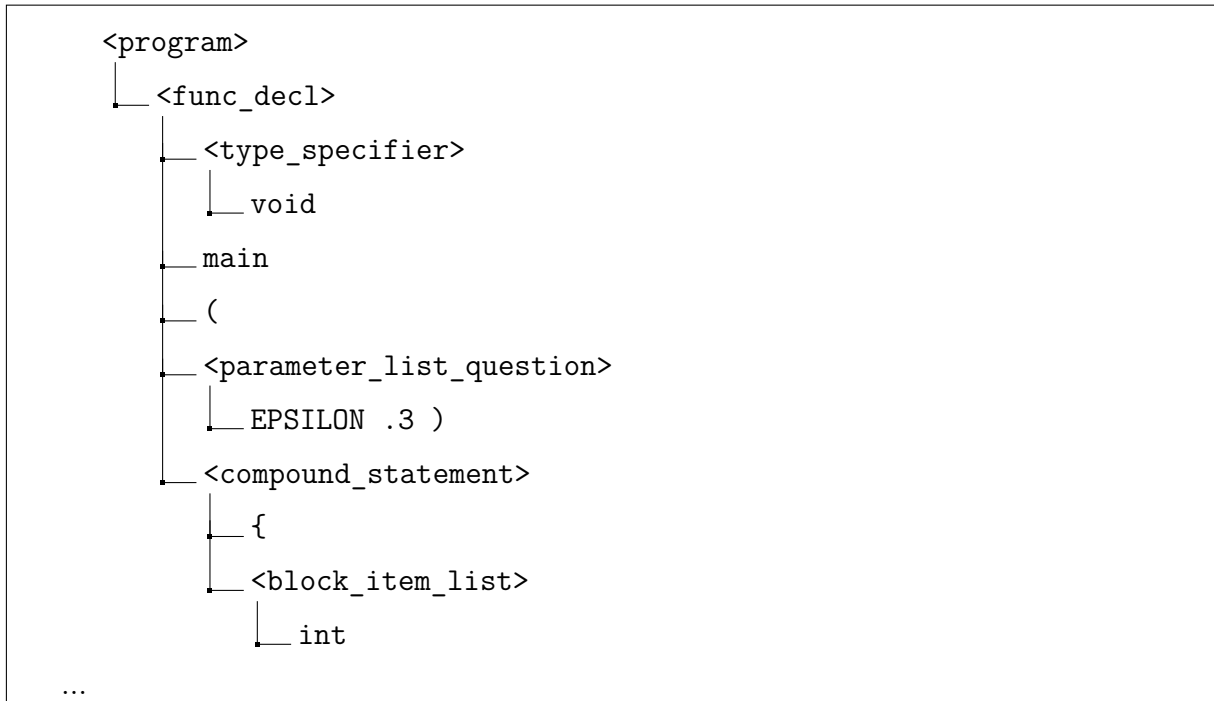 <program>
<func_decl>
<type_specifier>
void
main
(
<parameter_list_question>
EPSILON .3 )
<compound_statement>
{
<block_item_list>
int
...